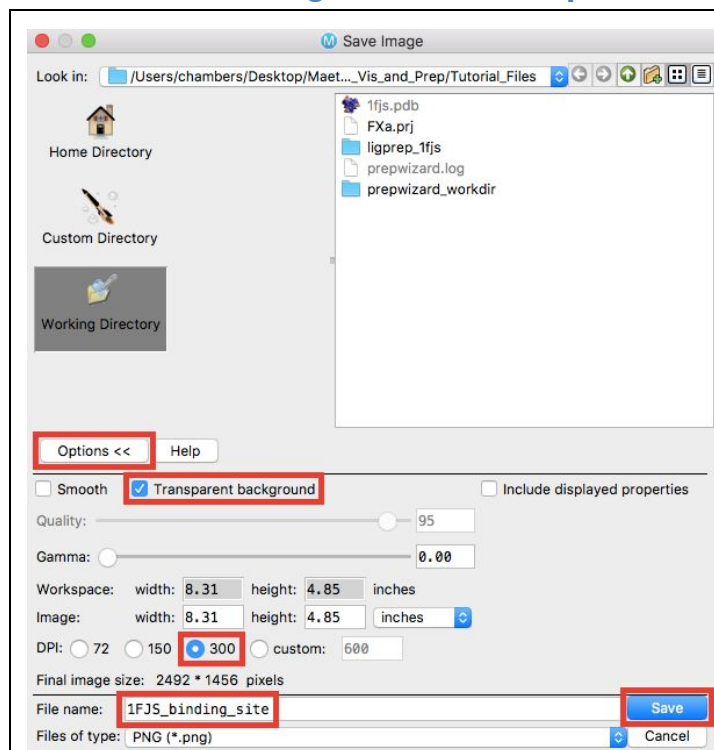 Save Image
Look in: /Users/chambers/Desktop/Maet..._Vis_and_Prep/Tutorial_Files
Home Directory
Custom Directory
Working Directory
1fjs.pdb
FXa.prj
ligprep_1fjs
prepwizard.log
prepwizard_workdir
Options << Help
Smooth Transparent background Include displayed properties
Quality: 95
Gamma: 0.00
Workspace: width: 8.31 height: 4.85 inches
Image: width: 8.31 height: 4.85 inches
DPI: 72 150 300 custom: 600
Final image size: 2492 * 1456 pixels
File name: 1FJS_binding_site Save
Files of type: PNG (*.png) Cancel